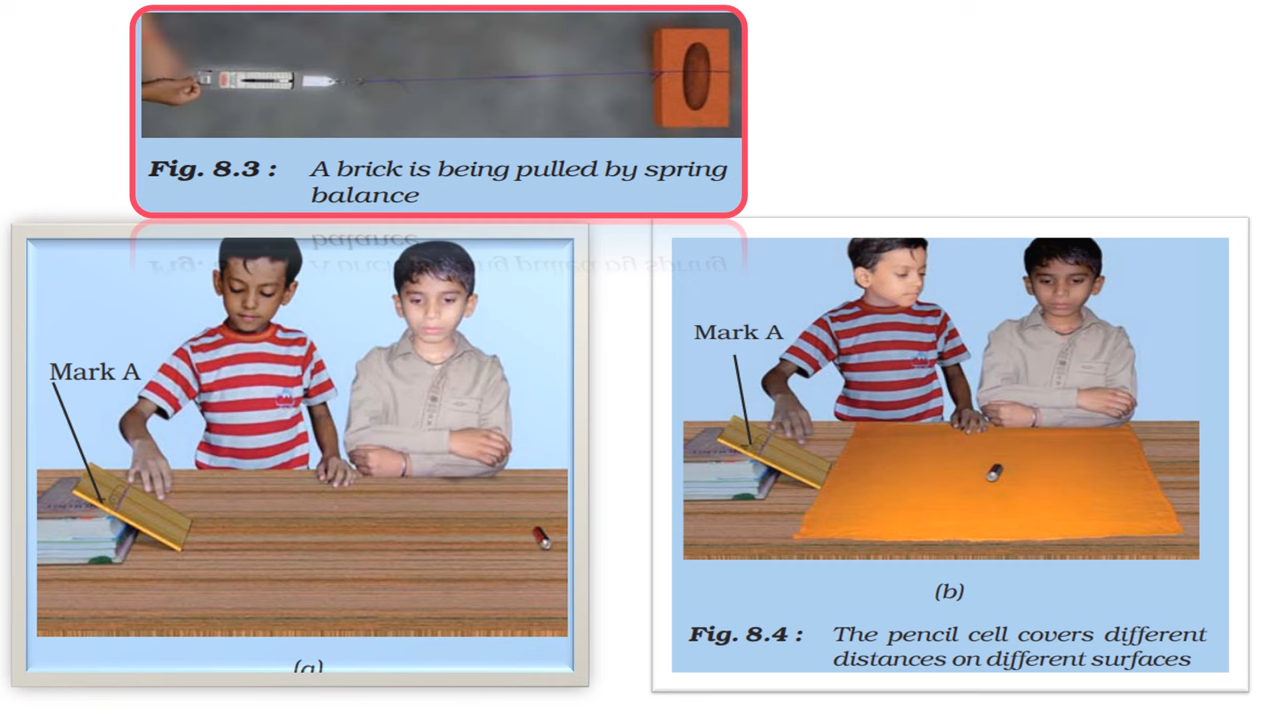 Fig. 8.3 : A brick is being pulled by spring
balance
Mark A
(a)
Mark A
(b)
Fig. 8.4 : The pencil cell covers different
distances on different surfaces